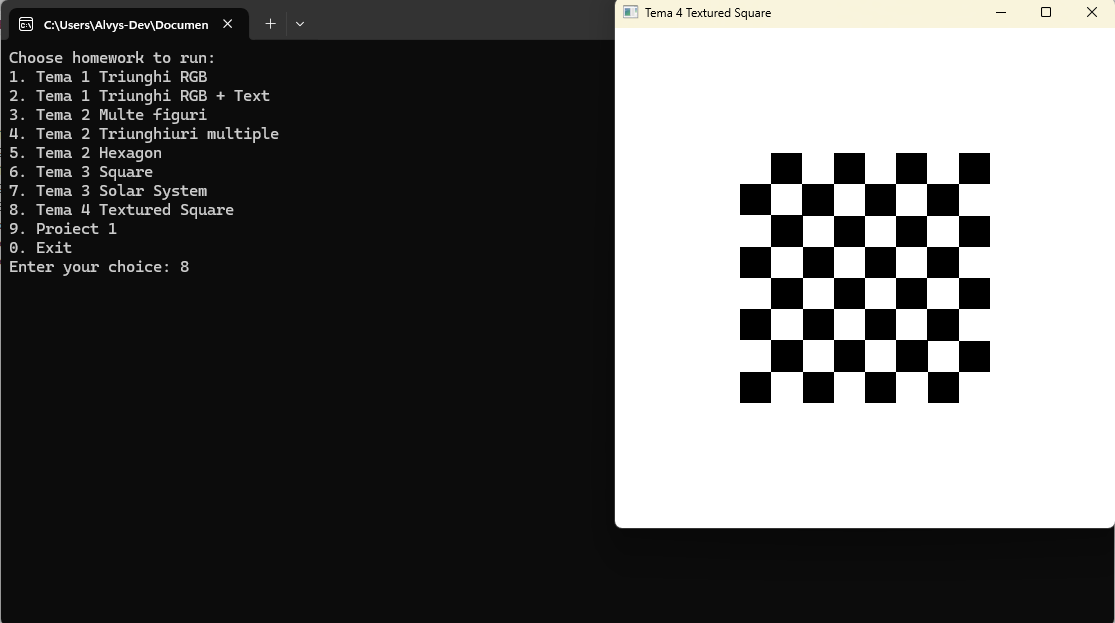 C:\Users\Alvys-Dev\Documen
Tema 4 Textured Square
Choose homework to run:
1. Tema 1 Triunghi RGB
2. Tema 1 Triunghi RGB + Text
3. Tema 2 Multe figuri
4. Tema 2 Triunghiuri multiple
5. Tema 2 Hexagon
6. Tema 3 Square
7. Tema 3 Solar System
8. Tema 4 Textured Square
9. Proiect 1
0. Exit
Enter your choice: 8